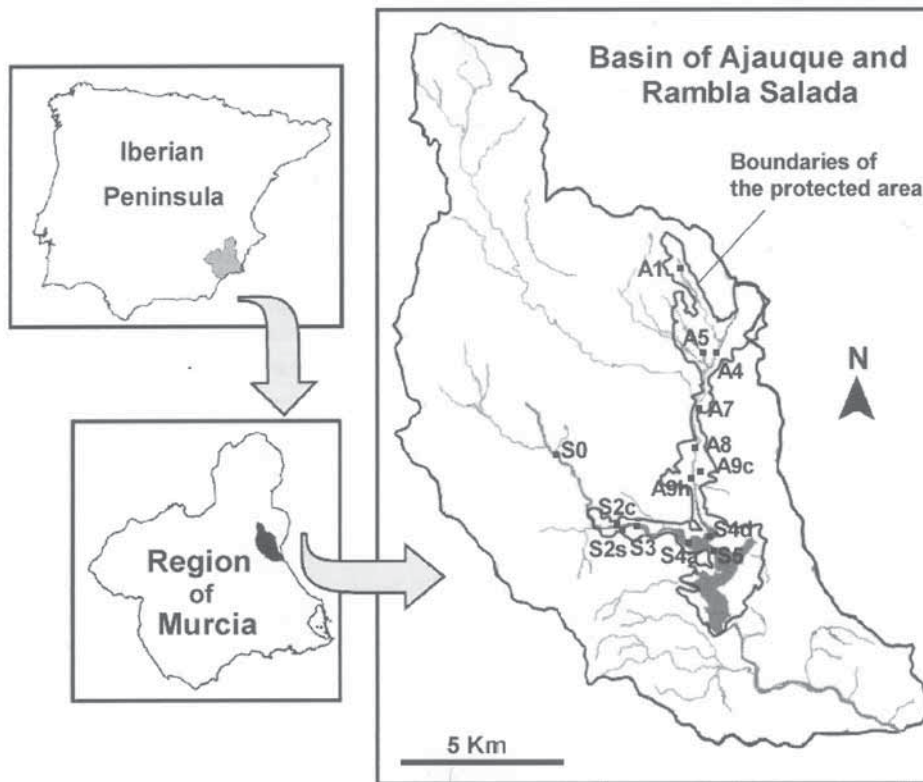 Iberian
Peninsula
Region
of
Murcia
Basin of Ajauque and
Rambla Salada
Boundaries of
the protected area
A1
A5
A4
N
A7
A8
S0
A9c
A9h
S2c
S4d
S2s
S3
S4a
S5
5 Km